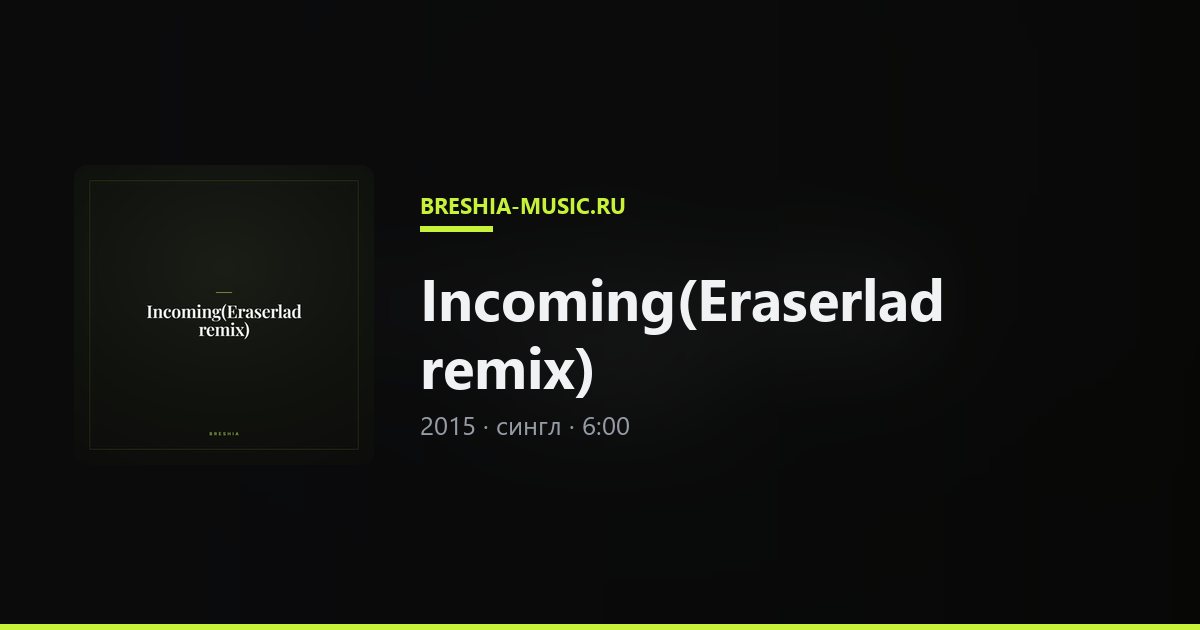 Incoming(Eraserlad
remix)
BRESHIA
BRESHIA-MUSIC.RU
Incoming(Eraserlad
remix)
2015 · сингл · 6:00